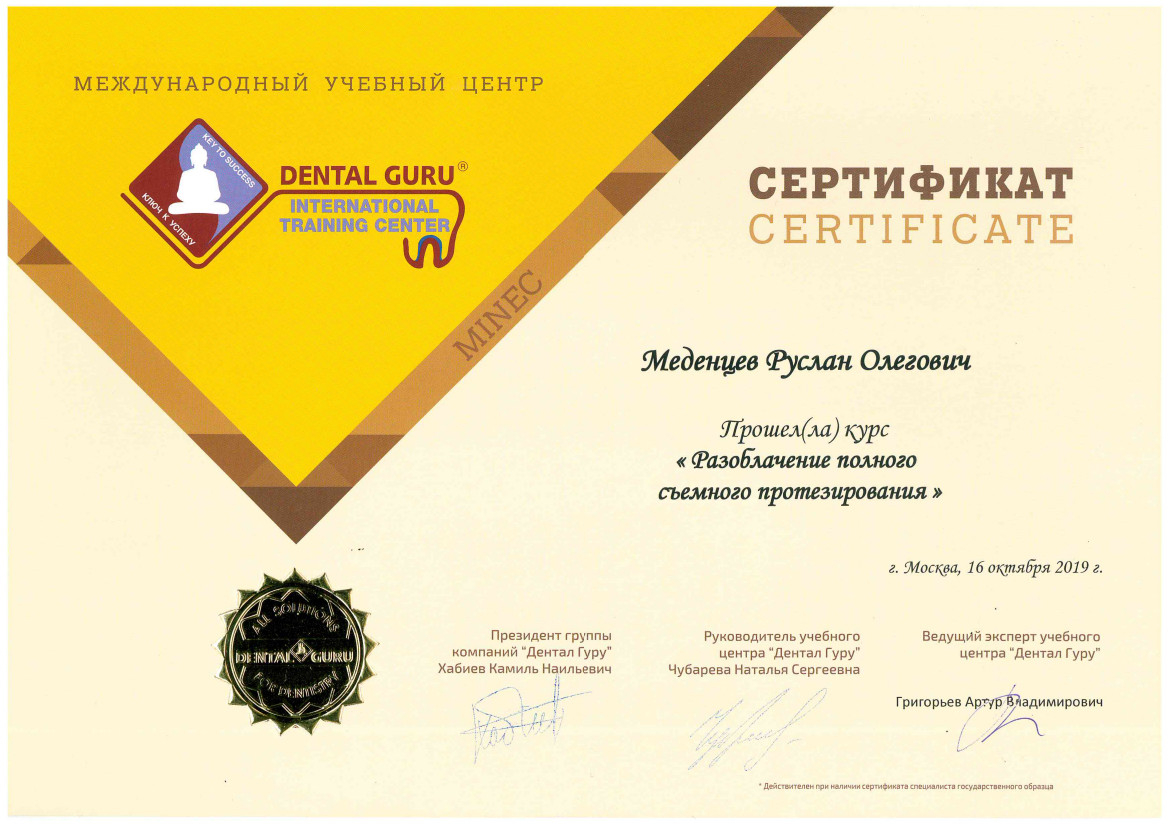 МЕЖДУНАРОДНЫЙ УЧЕБНЫЙ ЦЕНТР
KEY TO SUCCESS
КЛЮЧ К УСПЕХУ
DENTAL GURU®
INTERNATIONAL
TRAINING CENTER
MINEC
СЕРТИФИКАТ
CERTIFICATE
Меденцев Руслан Олегович
Прошел(ла) курс
« Разоблачение полного
съемного протезирования »
г. Москва, 16 октября 2019 г.
ALL SOLUTIONS
DENTAL GURU
FOR DENTISTRY
Президент группы
компаний “Дентал Гуру”
Хабиев Камиль Наильевич
Руководитель учебного
центра “Дентал Гуру”
Чубарева Наталья Сергеевна
Ведущий эксперт учебного
центра “Дентал Гуру”
Григорьев Артур Владимирович
* Действителен при наличии сертификата специалиста государственного образца